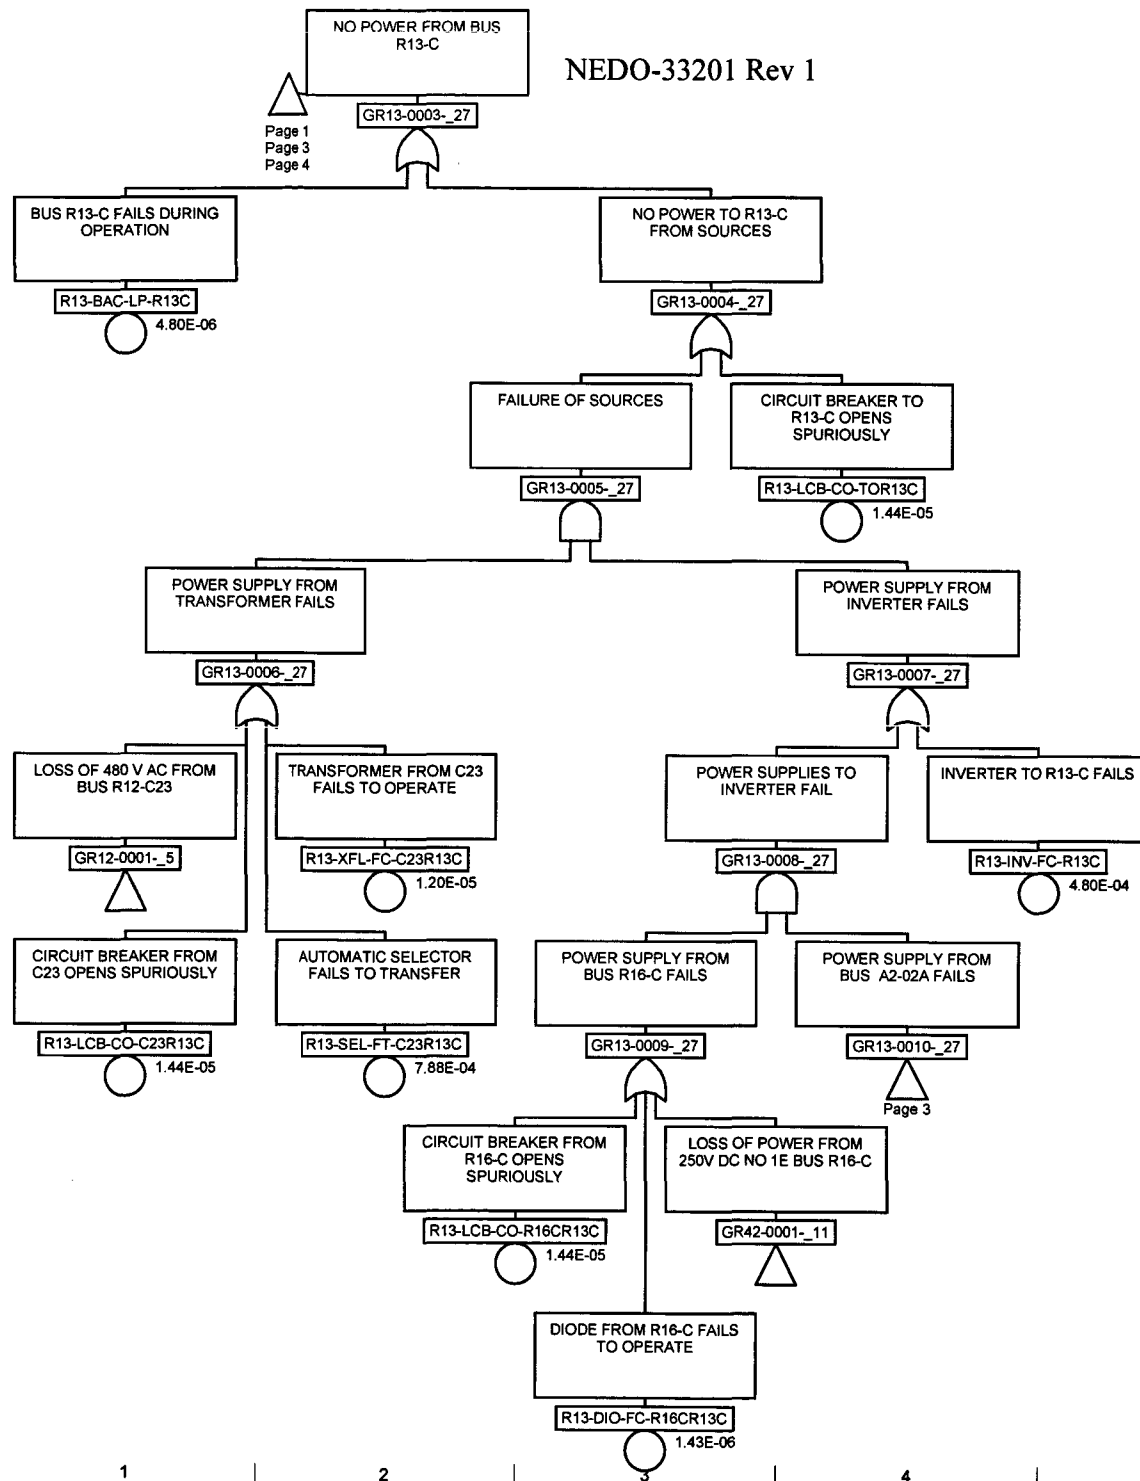 NO POWER FROM BUS
R13-C
NEDO-33201 Rev 1
GR13-0003-_27
Page 1
Page 3
Page 4
BUS R13-C FAILS DURING
OPERATION
R13-BAC-LP-R13C
4.80E-06
NO POWER TO R13-C
FROM SOURCES
GR13-0004-_27
FAILURE OF SOURCES
GR13-0005-_27
CIRCUIT BREAKER TO
R13-C OPENS
SPURIOUSLY
R13-LCB-CO-TOR13C
1.44E-05
POWER SUPPLY FROM
TRANSFORMER FAILS
GR13-0006-_27
POWER SUPPLY FROM
INVERTER FAILS
GR13-0007-_27
LOSS OF 480 V AC FROM
BUS R12-C23
GR12-0001-_5
TRANSFORMER FROM C23
FAILS TO OPERATE
R13-XFL-FC-C23R13C
1.20E-05
POWER SUPPLIES TO
INVERTER FAIL
GR13-0008-_27
INVERTER TO R13-C FAILS
R13-INV-FC-R13C
4.80E-04
CIRCUIT BREAKER FROM
C23 OPENS SPURIOUSLY
R13-LCB-CO-C23R13C
1.44E-05
AUTOMATIC SELECTOR
FAILS TO TRANSFER
R13-SEL-FT-C23R13C
7.88E-04
POWER SUPPLY FROM
BUS R16-C FAILS
GR13-0009-_27
POWER SUPPLY FROM
BUS A2-02A FAILS
GR13-0010-_27
Page 3
CIRCUIT BREAKER FROM
R16-C OPENS
SPURIOUSLY
R13-LCB-CO-R16CR13C
1.44E-05
LOSS OF POWER FROM
250V DC NO 1E BUS R16-C
GR42-0001-_11
DIODE FROM R16-C FAILS
TO OPERATE
R13-DIO-FC-R16CR13C
1.43E-06
1 2 3 4